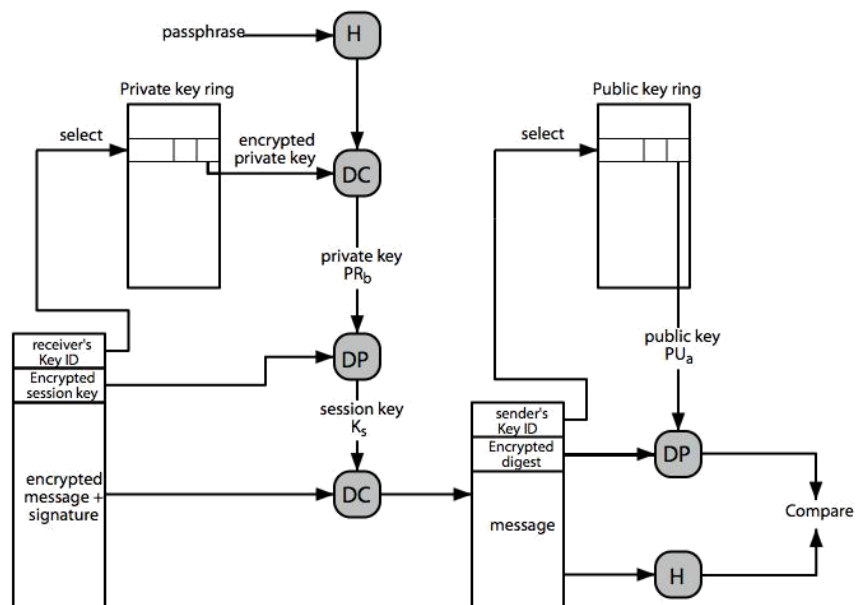 passphrase
H
Private key ring
Public key ring
select
encrypted
private key
DC
select
private key
PRb
receiver's
Key ID
DP
public key
PUa
Encrypted
session key
session key
Ks
sender's
Key ID
Encrypted
digest
DP
encrypted
message +
signature
DC
message
Compare
H